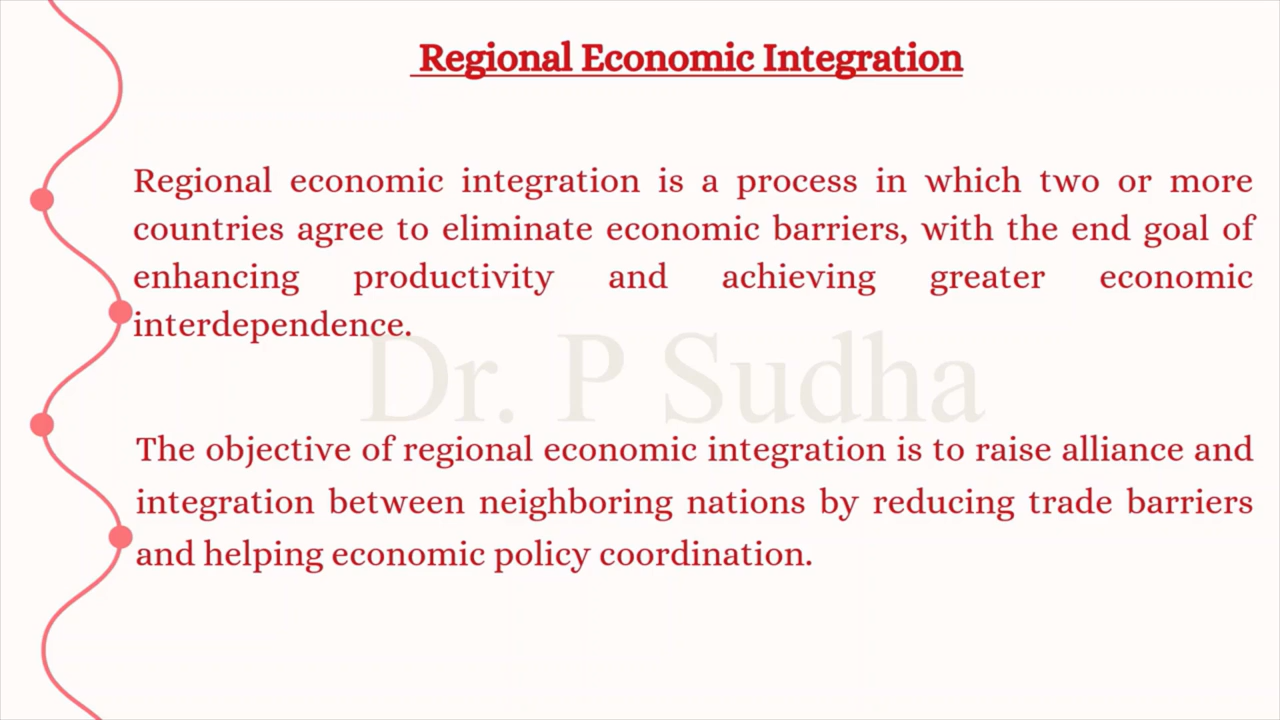 Regional Economic Integration
Regional economic integration is a process in which two or more
countries agree to eliminate economic barriers, with the end goal of
enhancing productivity and achieving greater economic
interdependence.
Dr. P Sudha
The objective of regional economic integration is to raise alliance and
integration between neighboring nations by reducing trade barriers
and helping economic policy coordination.